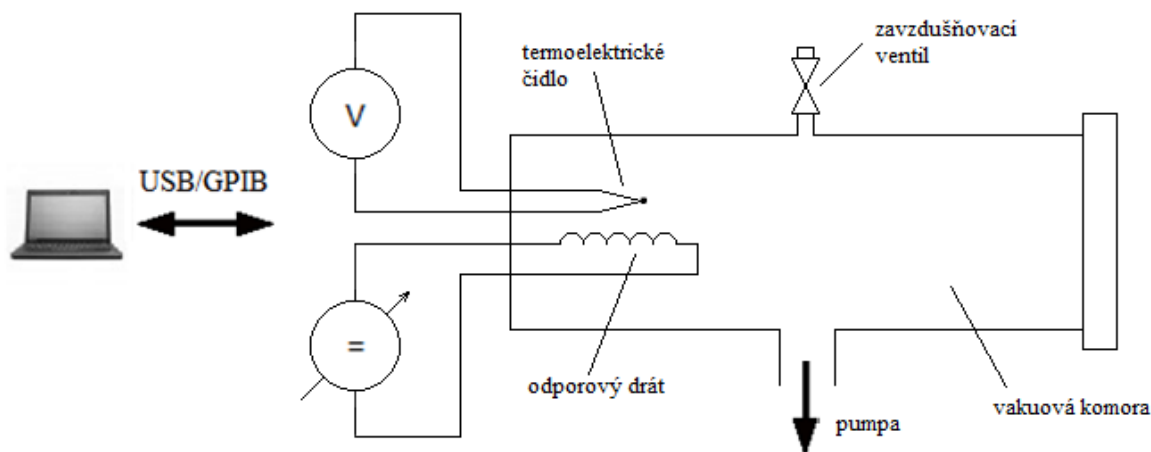 termoelektrické
čidlo
zavzdušňovací
ventil
V
USB/GPIB
=
odporový drát
pumpa
vakuová komora